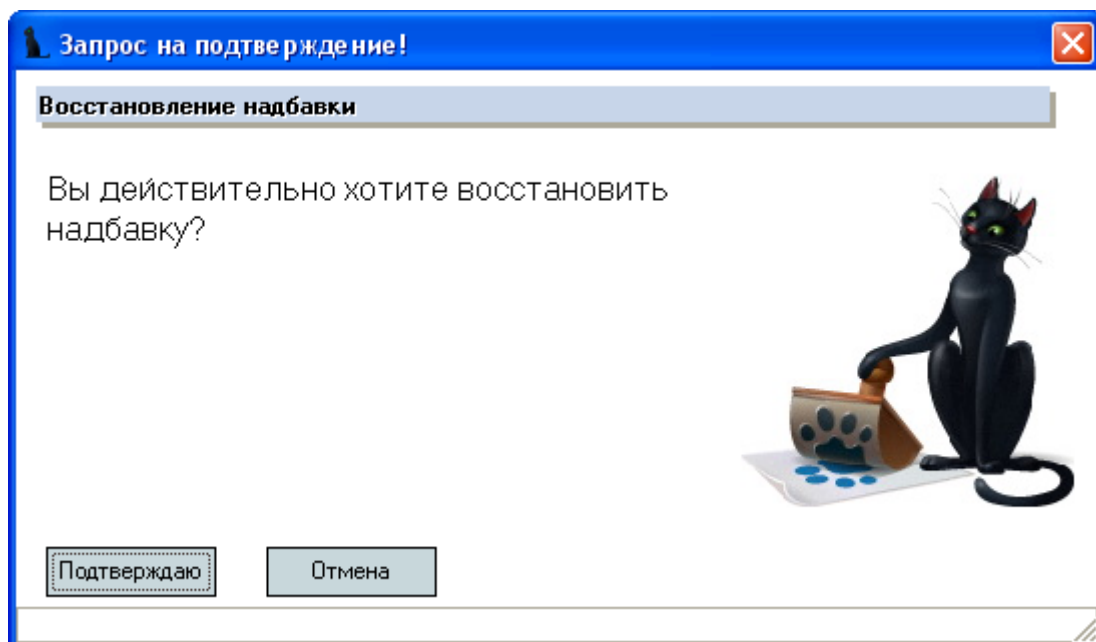 Запрос на подтверждение!
Восстановление надбавки
Вы действительно хотите восстановить
надбавку?
Подтверждаю
Отмена